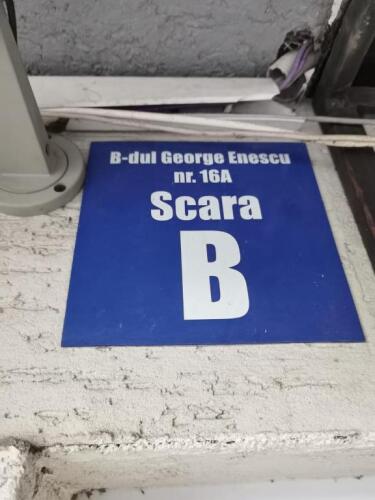 B-dul George Enescu
nr. 16A
Scara
B